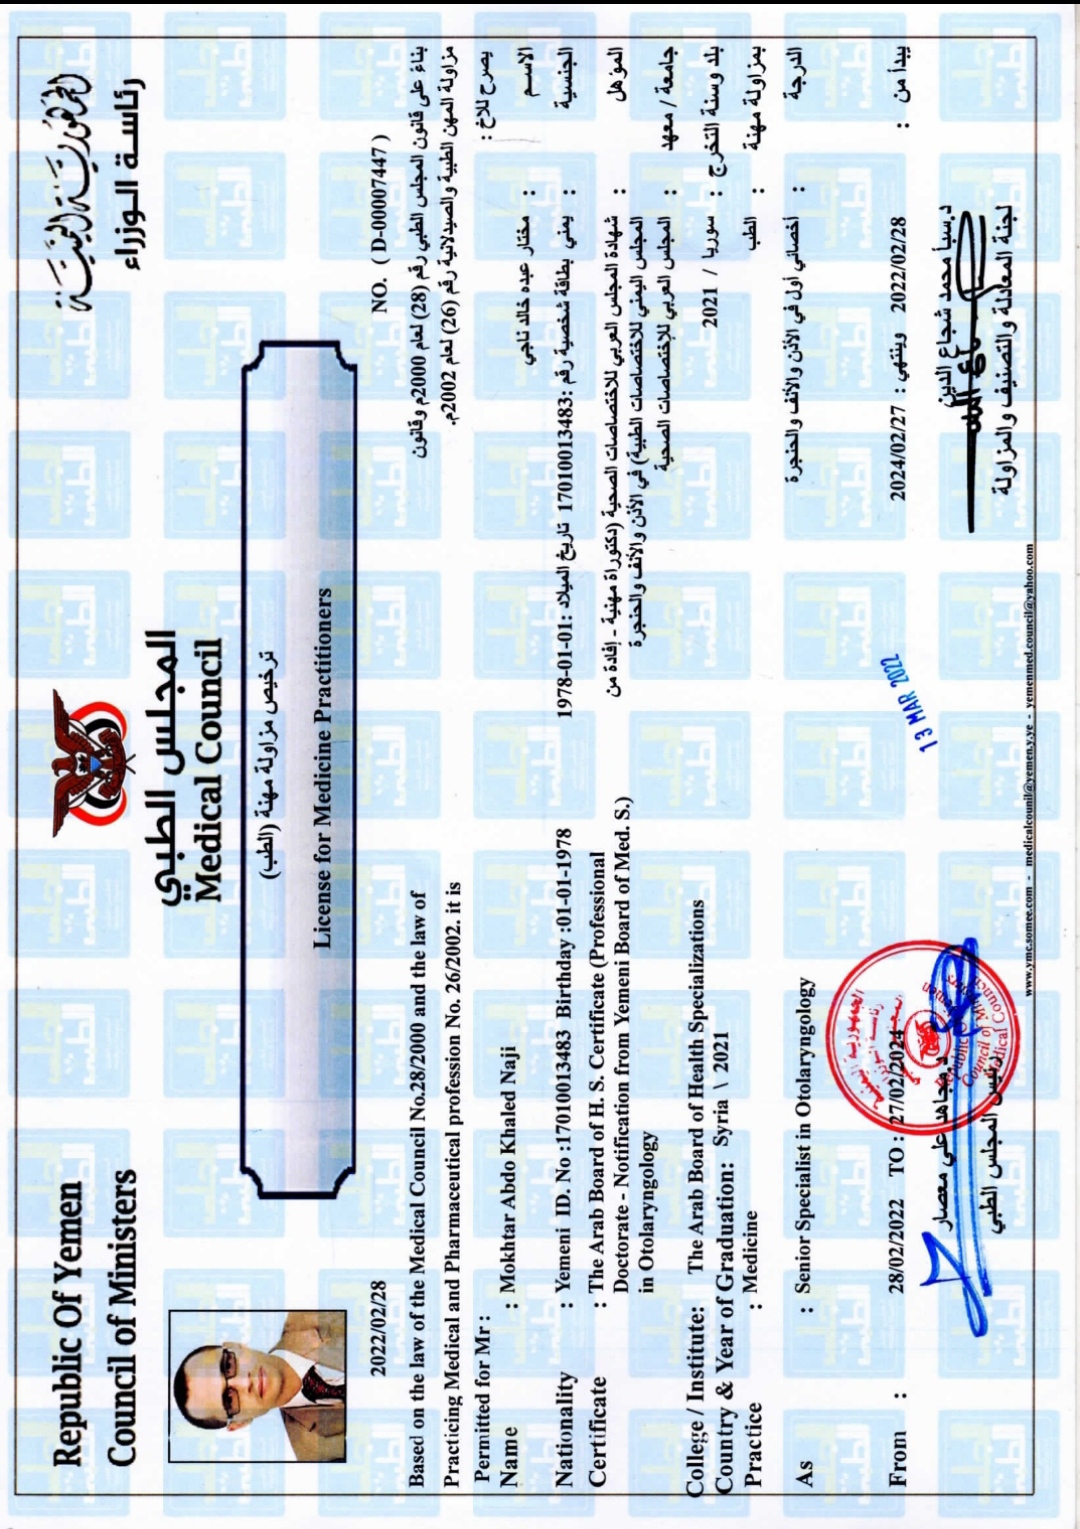 Republic Of Yemen
Council of Ministers
الجمهورية اليمنية
رئاسة الوزراء
المجلس الطبي
Medical Council
ترخيص مزاولة مهنة (الطب)
License for Medicine Practitioners
2022/02/28
NO. ( D-00007447 )
Based on the law of the Medical Council No.28/2000 and the law of
Practicing Medical and Pharmaceutical profession No. 26/2002. it is
Permitted for Mr :
Name : Mokhtar Abdo Khaled Naji
Nationality : Yemeni ID. No :17010013483 Birthday :01-01-1978
Certificate : The Arab Board of H. S. Certificate (Professional
Doctorate - Notification from Yemeni Board of Med. S.)
in Otolaryngology
College / Institute: The Arab Board of Health Specializations
Country & Year of Graduation: Syria \ 2021
Practice : Medicine
As : Senior Specialist in Otolaryngology
From : 28/02/2022 TO : 27/02/2024
بناءً على قانون المجلس الطبي رقم (28) لعام 2000م وقانون
مزاولة المهن الطبية والصيدلانية رقم (26) لعام 2002م.
يصرح للاخ :
الاسم : مختار عبده خالد ناجي
الجنسية : يمني بطاقة شخصية رقم :17010013483 تاريخ الميلاد :01-01-1978
المؤهل : شهادة المجلس العربي للاختصاصات الصحية (دكتوراة مهنية - إفادة من
المجلس اليمني للاختصاصات الطبية) في الأذن والأنف والحنجرة
جامعة / معهد : المجلس العربي للإختصاصات الصحية
بلد وسنة التخرج : سوريا / 2021
بمزاولة مهنة : الطب
الدرجة : أخصائي أول في الأذن والأنف والحنجرة
يبدأ من : 2022/02/28 وينتهي : 2024/02/27
13 MAR 2022
د.سبأ محمد شجاع الدين
لجنة المعادلة والتصنيف والمزاولة
د مجاهد علي معصار
رئيس المجلس الطبي
الجمهورية اليمنية
Council of Ministers
Medical Council
www.ymc.somee.com - medicalcounil@yemen.y.ye - yemenmed.council@yahoo.com